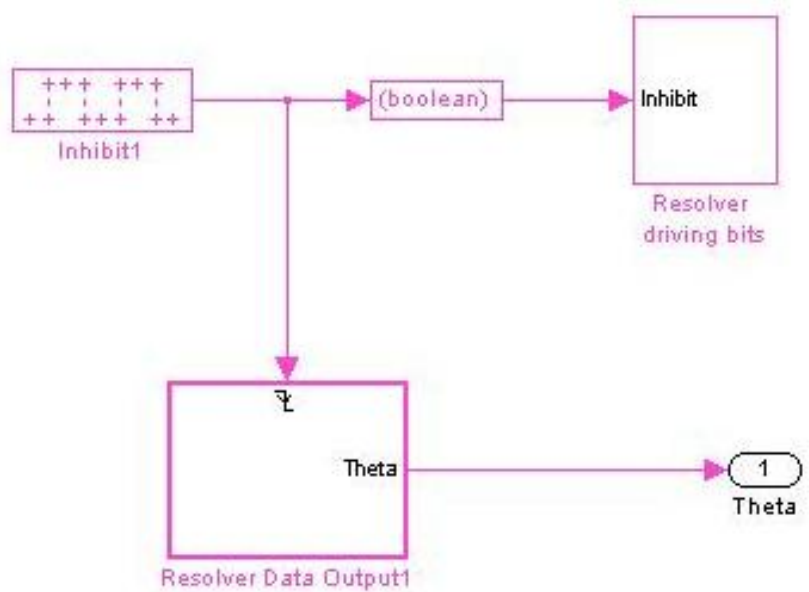 +++ +++
++ +++ ++
Inhibit1
(boolean)
Inhibit
Resolver
driving bits
Theta
1
Theta
Resolver Data Output1